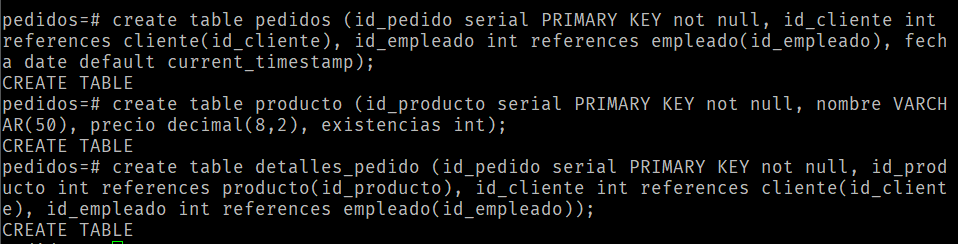 pedidos=# create table pedidos (id_pedido serial PRIMARY KEY not null, id_cliente int
references cliente(id_cliente), id_empleado int references empleado(id_empleado), fech
a date default current_timestamp);
CREATE TABLE
pedidos=# create table producto (id_producto serial PRIMARY KEY not null, nombre VARCH
AR(50), precio decimal(8,2), existencias int);
CREATE TABLE
pedidos=# create table detalles_pedido (id_pedido serial PRIMARY KEY not null, id_prod
ucto int references producto(id_producto), id_cliente int references cliente(id_client
e), id_empleado int references empleado(id_empleado));
CREATE TABLE